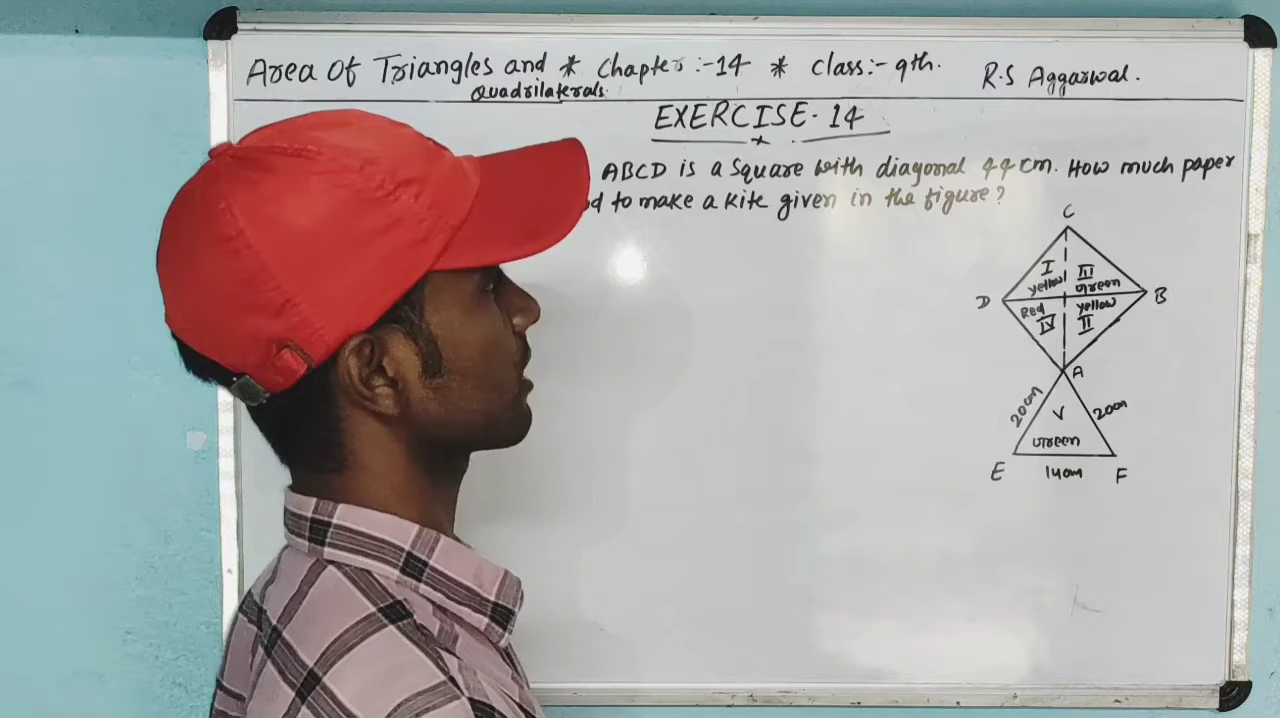 Area Of Triangles and * Chapter:-14 * Class:- 9th. R.S Aggarwal.
Quadrilaterals.
EXERCISE. 14
ABCD is a Square with diagonal 44 cm. How much paper
to make a kite given in the figure?
C
I III
yellow Green
D B
Red yellow
IV II
A
20cm V 20cm
Green
E 14cm F